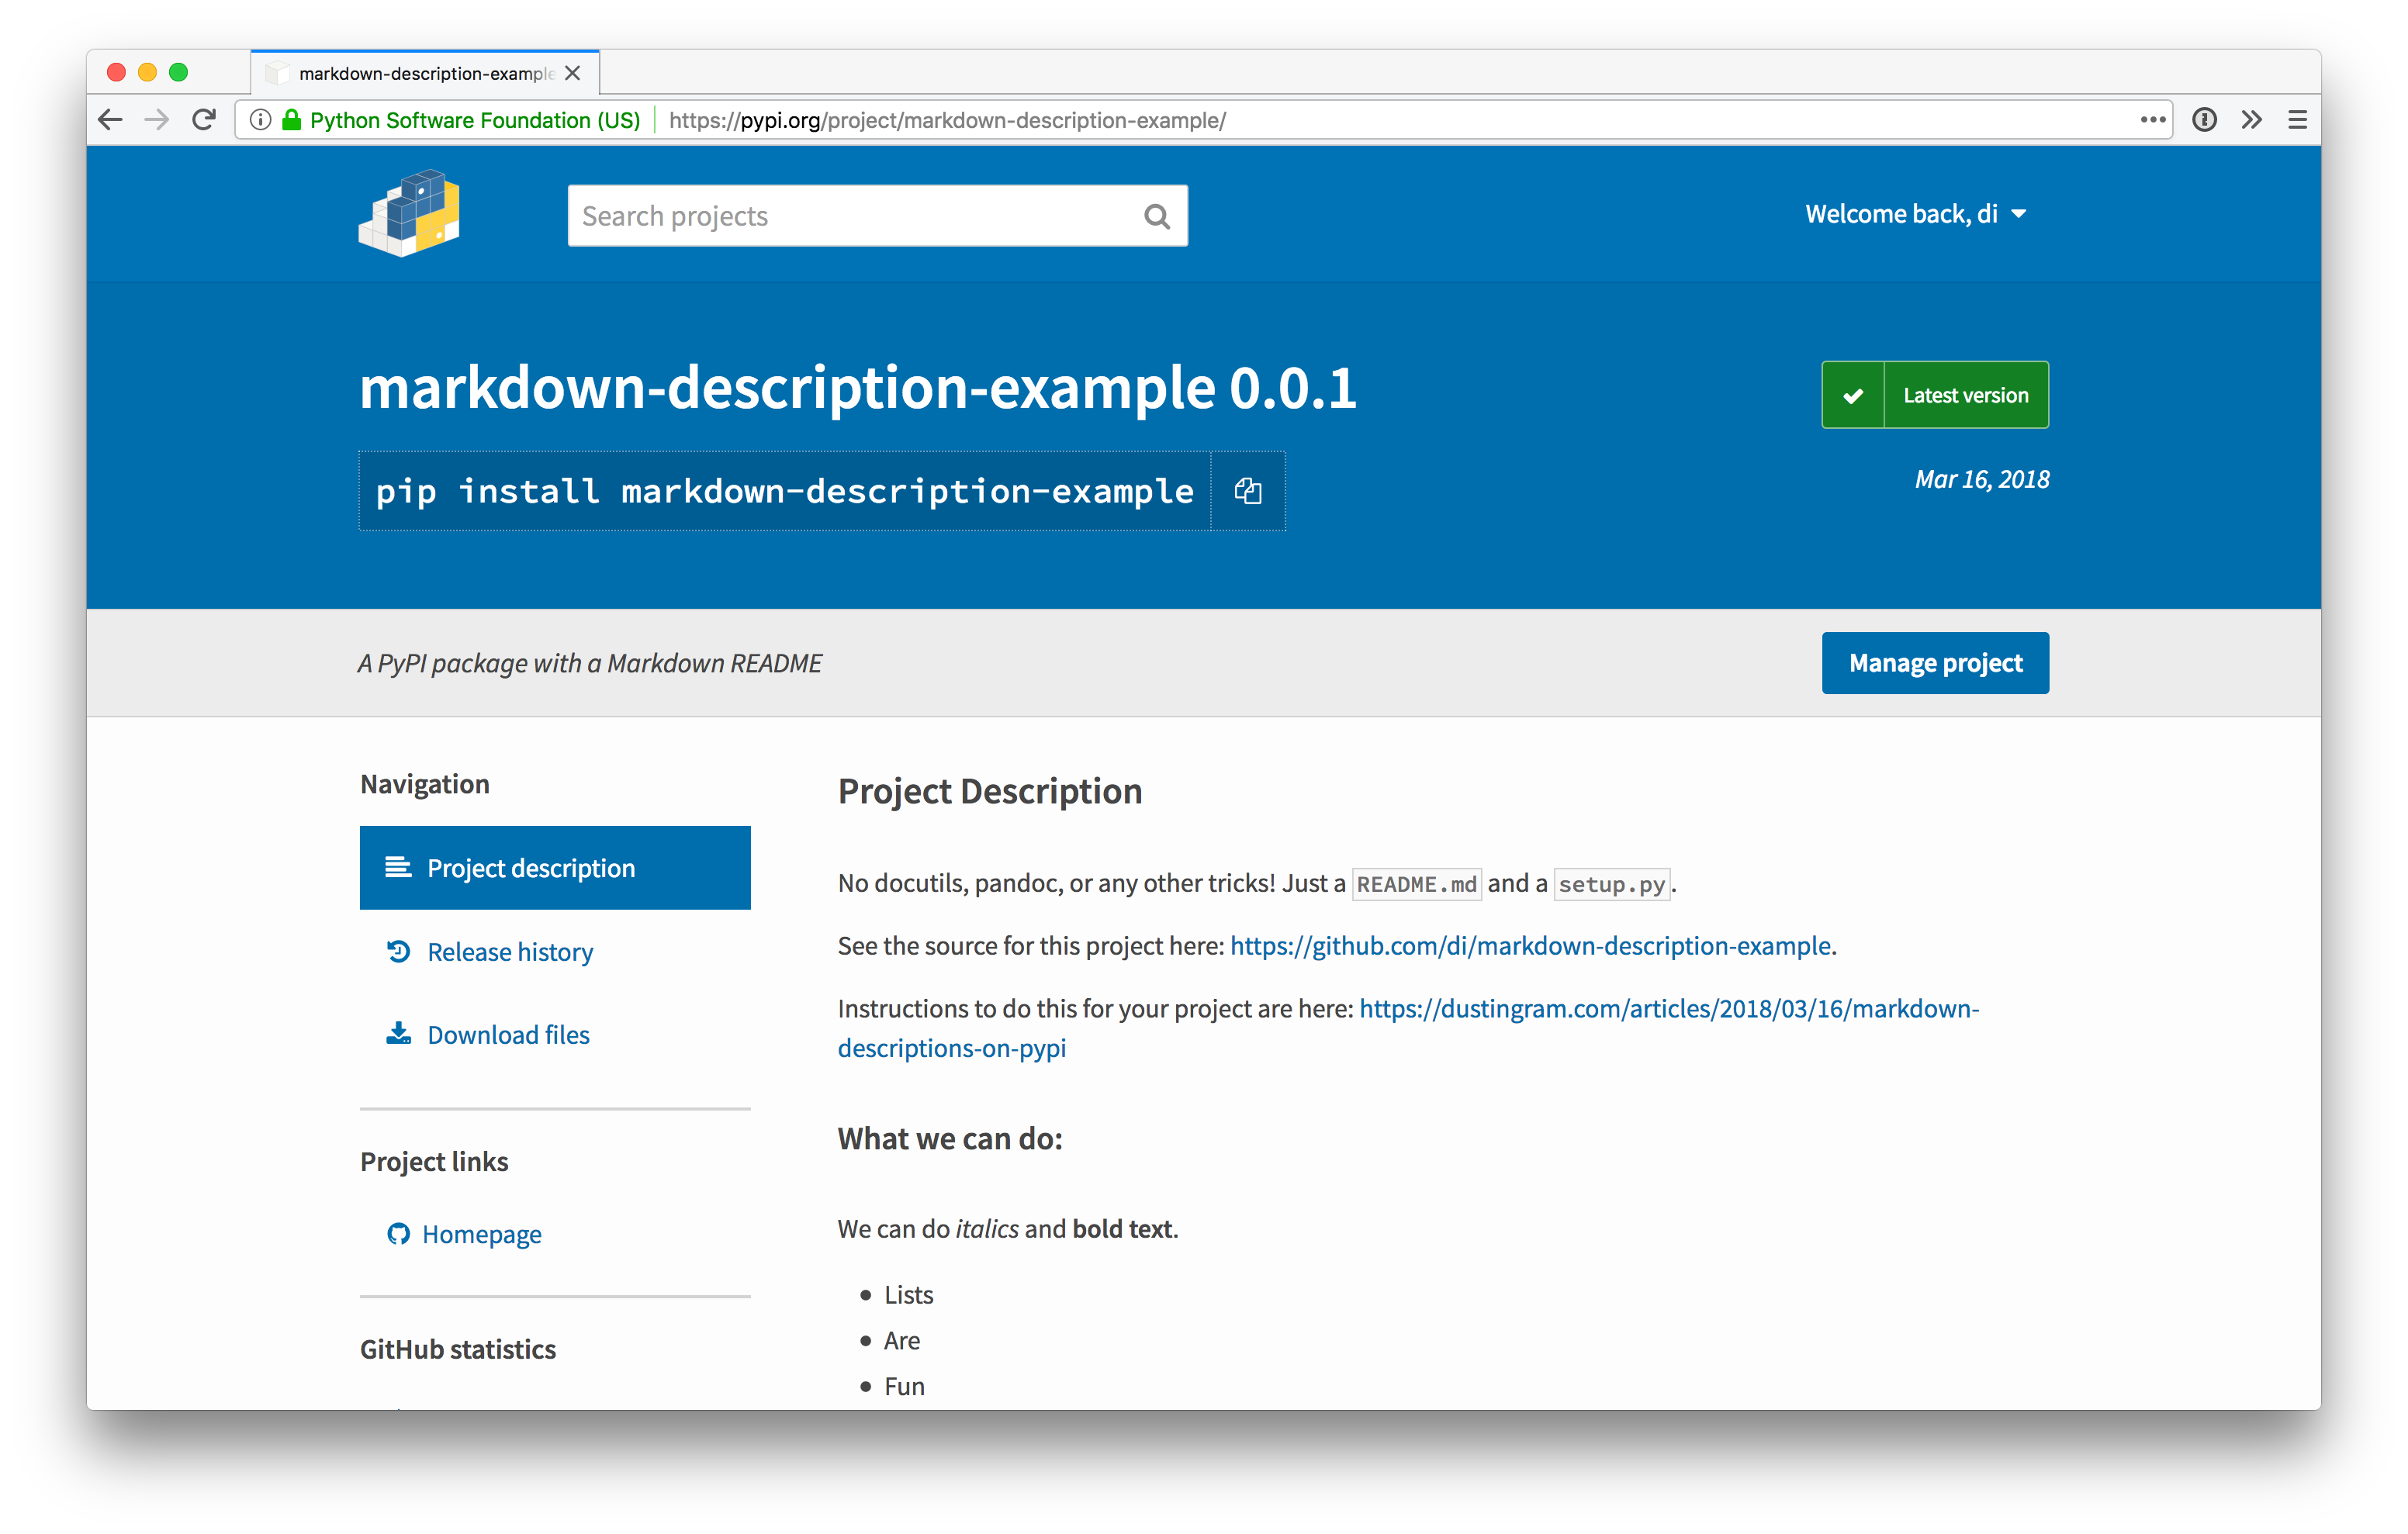 markdown-description-example
Python Software Foundation (US) https://pypi.org/project/markdown-description-example/
Search projects
Welcome back, di
markdown-description-example 0.0.1
Latest version
pip install markdown-description-example
Mar 16, 2018
A PyPI package with a Markdown README
Manage project
Navigation
Project description
Release history
Download files
Project links
Homepage
GitHub statistics
Project Description
No docutils, pandoc, or any other tricks! Just a README.md and a setup.py.
See the source for this project here: https://github.com/di/markdown-description-example.
Instructions to do this for your project are here: https://dustingram.com/articles/2018/03/16/markdown-
descriptions-on-pypi
What we can do:
We can do italics and bold text.
• Lists
• Are
• Fun